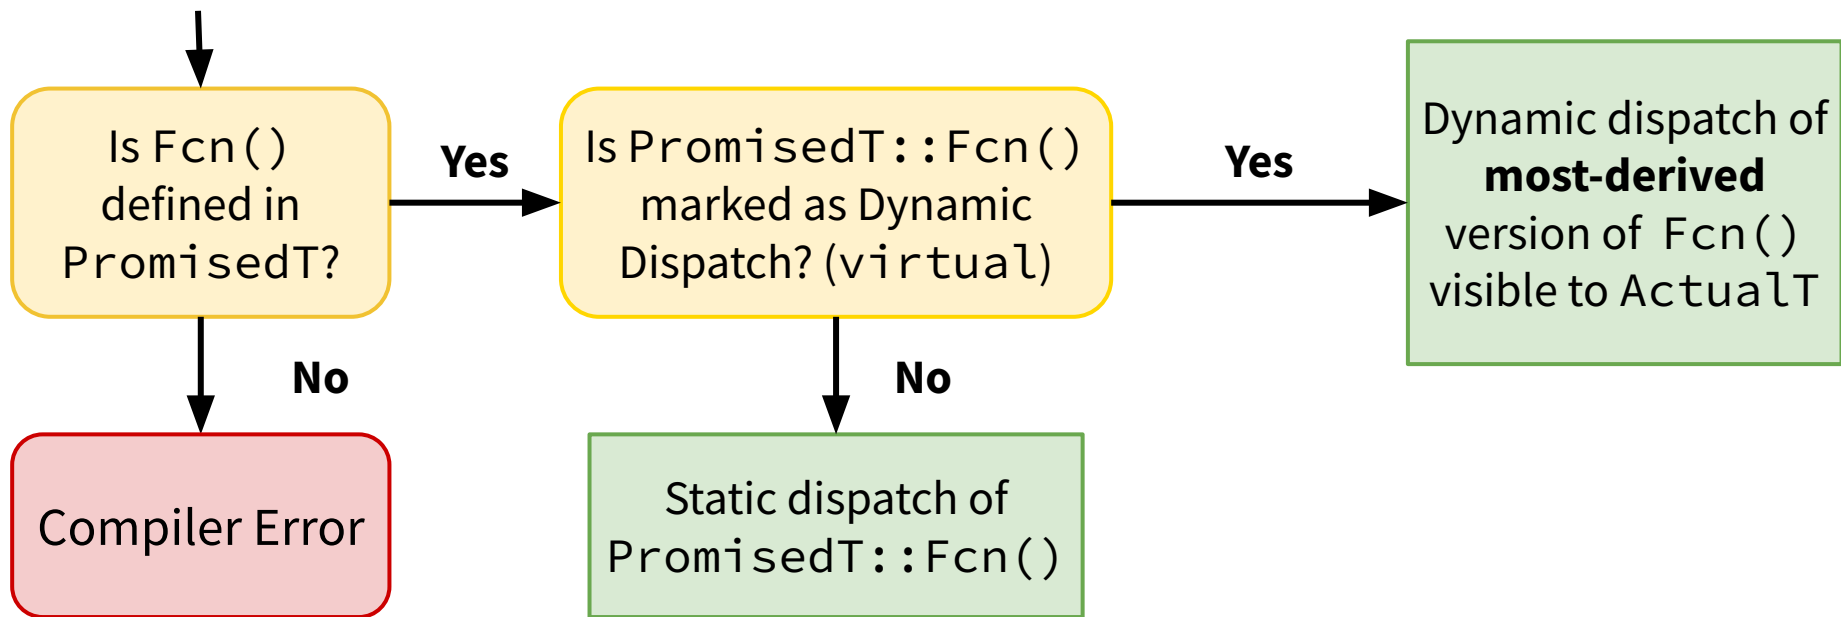 Is Fcn()
defined in
PromisedT?
Yes
Is PromisedT::Fcn()
marked as Dynamic
Dispatch? (virtual)
Yes
Dynamic dispatch of
most-derived
version of Fcn()
visible to ActualT
No
No
Compiler Error
Static dispatch of
PromisedT::Fcn()